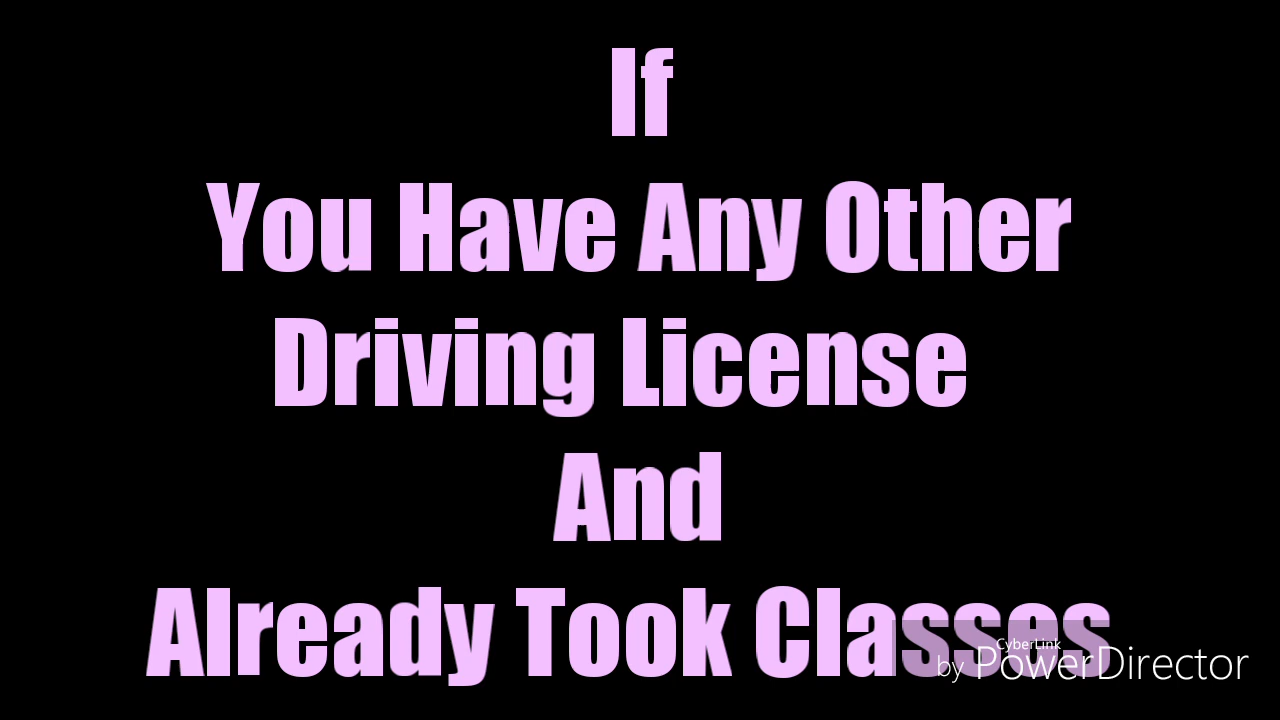 If
You Have Any Other
Driving License
And
Already Took Classes
CyberLink
by PowerDirector